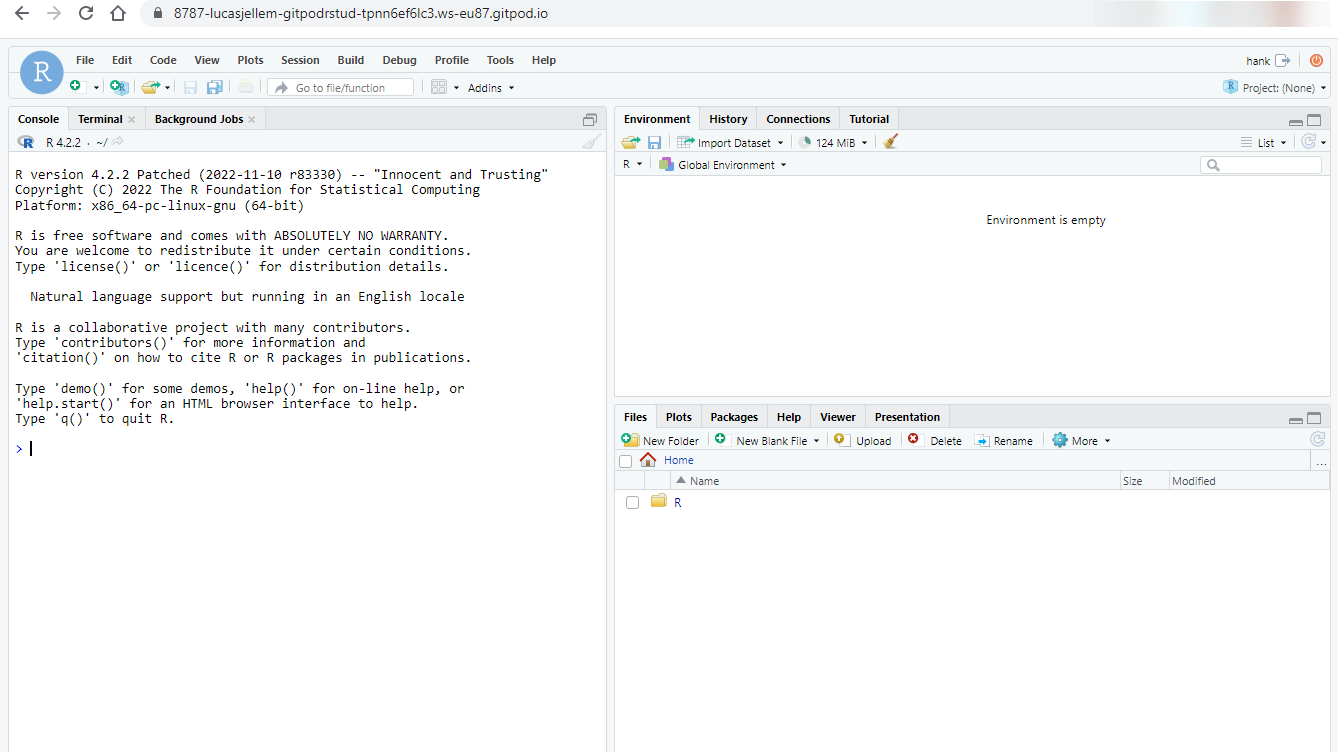 8787-lucasjellem-gitpodrstud-tpnn6ef6lc3.ws-eu87.gitpod.io
R
File Edit Code View Plots Session Build Debug Profile Tools Help
hank
Go to file/function
Addins
Project: (None)
Console Terminal Background Jobs
R 4.2.2 · ~/
R version 4.2.2 Patched (2022-11-10 r83330) -- "Innocent and Trusting"
Copyright (C) 2022 The R Foundation for Statistical Computing
Platform: x86_64-pc-linux-gnu (64-bit)
R is free software and comes with ABSOLUTELY NO WARRANTY.
You are welcome to redistribute it under certain conditions.
Type 'license()' or 'licence()' for distribution details.
Natural language support but running in an English locale
R is a collaborative project with many contributors.
Type 'contributors()' for more information and
'citation()' on how to cite R or R packages in publications.
Type 'demo()' for some demos, 'help()' for on-line help, or
'help.start()' for an HTML browser interface to help.
Type 'q()' to quit R.
>
Environment History Connections Tutorial
Import Dataset 124 MiB List
R Global Environment
Environment is empty
Files Plots Packages Help Viewer Presentation
New Folder New Blank File Upload Delete Rename More
Home ...
Name Size Modified
R